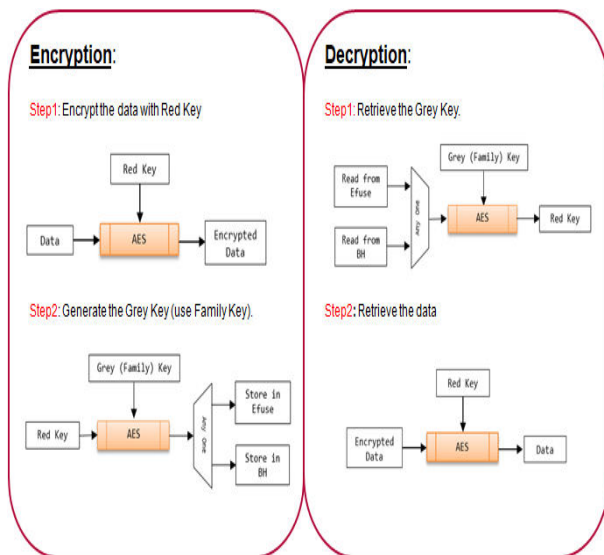 Encryption:
Step1: Encrypt the data with Red Key
Red Key
Data
AES
Encrypted
Data
Step2: Generate the Grey Key (use Family Key).
Grey (Family) Key
Red Key
AES
Any One
Store in
Efuse
Store in
BH
Decryption:
Step1: Retrieve the Grey Key.
Grey (Family) Key
Read from
Efuse
Read from
BH
Any One
AES
Red Key
Step2: Retrieve the data
Red Key
Encrypted
Data
AES
Data